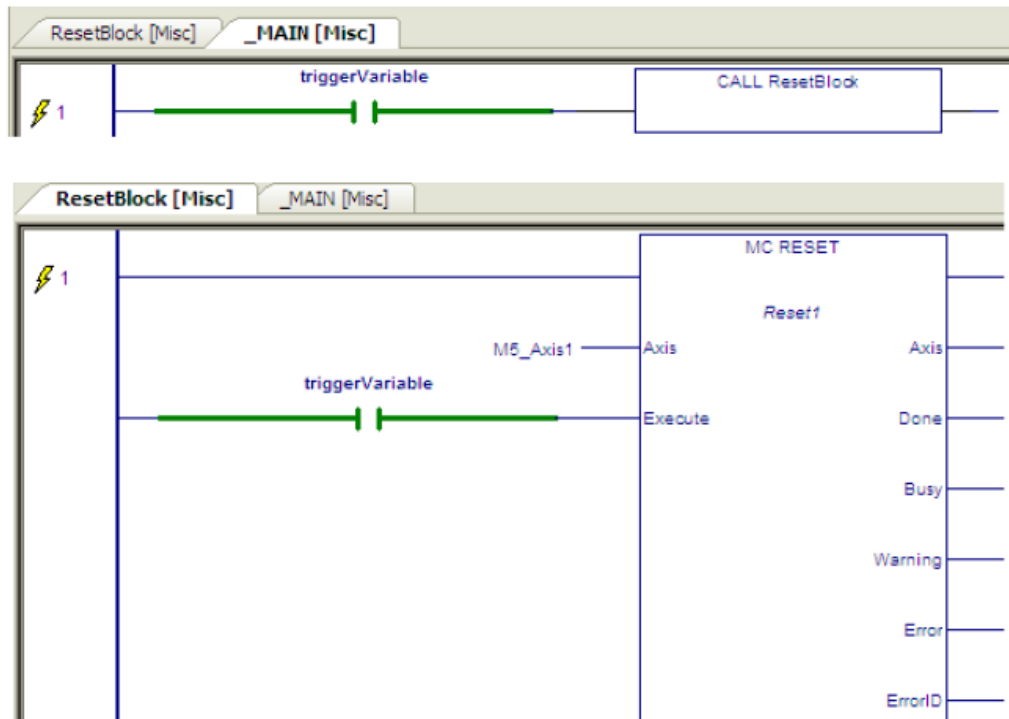 ResetBlock [Misc] _MAIN [Misc]
triggerVariable CALL ResetBlock
1
ResetBlock [Misc] _MAIN [Misc]
MC RESET
1
Reset1
M5_Axis1 Axis Axis
triggerVariable
Execute Done
Busy
Warning
Error
ErrorID